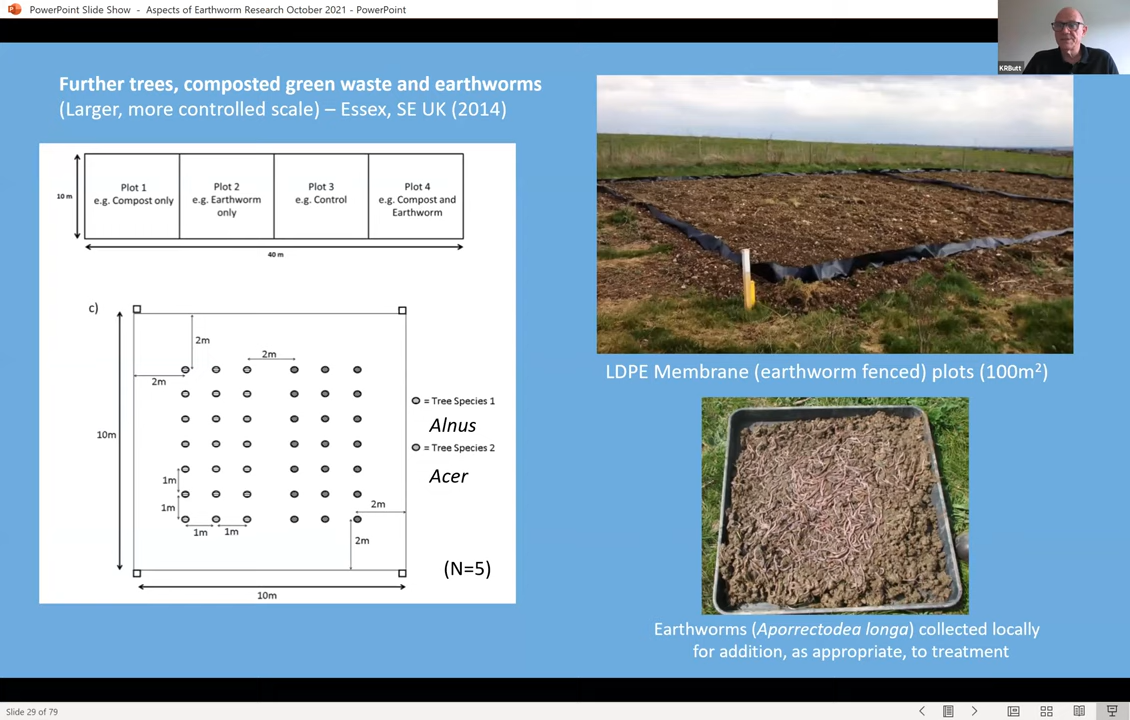 PowerPoint Slide Show - Aspects of Earthworm Research October 2021 - PowerPoint
KRButt
Further trees, composted green waste and earthworms
(Larger, more controlled scale) – Essex, SE UK (2014)
10 m
Plot 1
e.g. Compost only
Plot 2
e.g. Earthworm
only
Plot 3
e.g. Control
Plot 4
e.g. Compost and
Earthworm
40 m
c)
2m
2m
2m
10m
= Tree Species 1
Alnus
= Tree Species 2
Acer
1m
1m
2m
1m
1m
2m
(N=5)
10m
LDPE Membrane (earthworm fenced) plots (100m²)
Earthworms (Aporrectodea longa) collected locally
for addition, as appropriate, to treatment
Slide 29 of 79